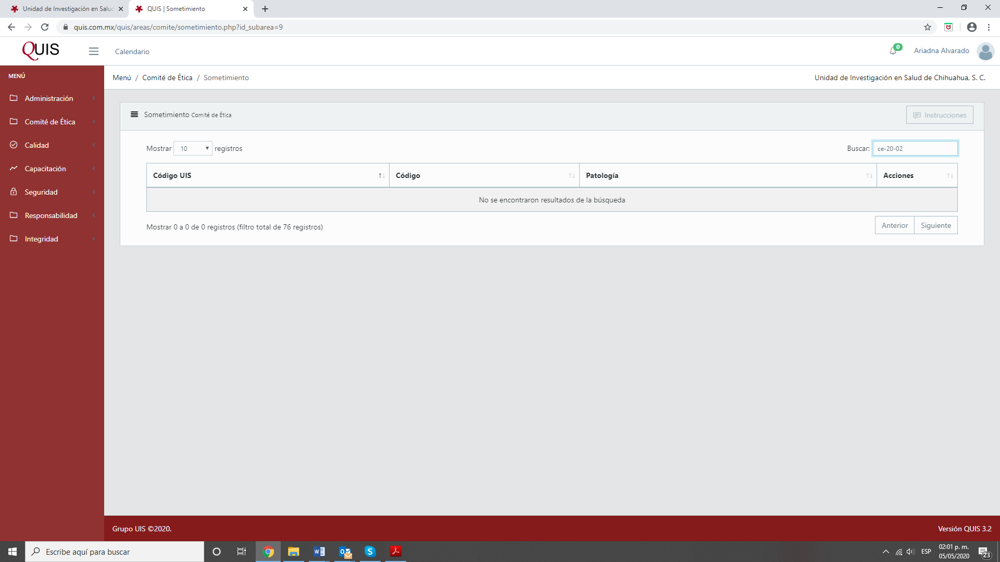 Unidad de Investigación en Salud
QUIS | Sometimiento
quis.com.mx/quis/areas/comite/sometimiento.php?id_subarea=9
QUIS
Calendario
0
Ariadna Alvarado
MENÚ
Administración
Comité de Ética
Calidad
Capacitación
Seguridad
Responsabilidad
Integridad
Menú / Comité de Ética / Sometimiento
Unidad de Investigación en Salud de Chihuahua, S. C.
Sometimiento Comité de Ética
Instrucciones
Mostrar 10 registros
Buscar: ce-20-02
Código UIS Código Patología Acciones
No se encontraron resultados de la búsqueda
Mostrar 0 a 0 de 0 registros (filtro total de 76 registros)
Anterior Siguiente
Grupo UIS ©2020.
Versión QUIS 3.2
Escribe aquí para buscar
ESP
02:01 p. m.
05/05/2020
23